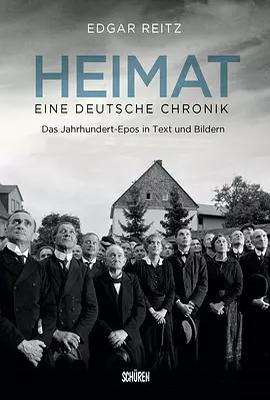 EDGAR REITZ
HEIMAT
EINE DEUTSCHE CHRONIK
Das Jahrhundert-Epos in Text und Bildern
SCHÜREN